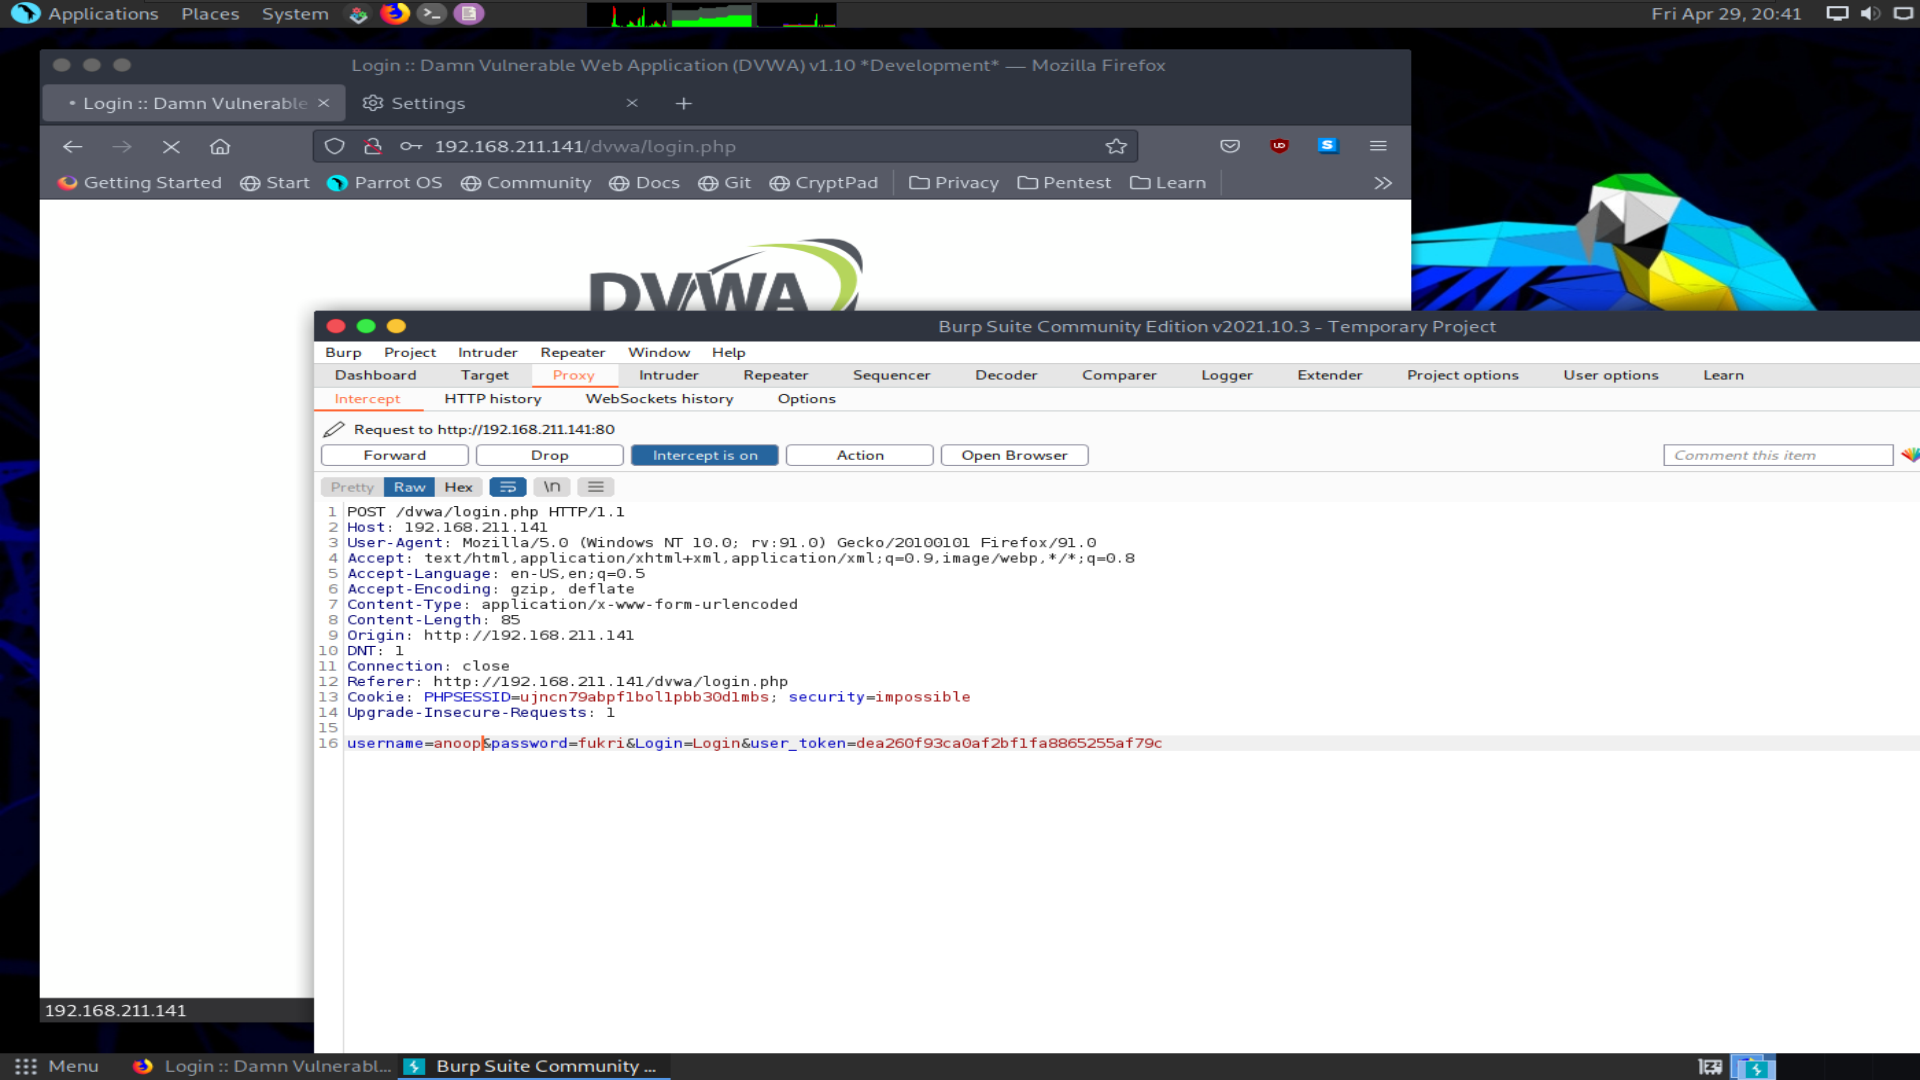 Applications Places System Fri Apr 29, 20:41
Login :: Damn Vulnerable Web Application (DVWA) v1.10 *Development* — Mozilla Firefox
• Login :: Damn Vulnerable × Settings × +
192.168.211.141/dvwa/login.php
Getting Started Start Parrot OS Community Docs Git CryptPad Privacy Pentest Learn
DVWA
Burp Suite Community Edition v2021.10.3 - Temporary Project
Burp Project Intruder Repeater Window Help
Dashboard Target Proxy Intruder Repeater Sequencer Decoder Comparer Logger Extender Project options User options Learn
Intercept HTTP history WebSockets history Options
Request to http://192.168.211.141:80
Forward Drop Intercept is on Action Open Browser Comment this item
Pretty Raw Hex \n
1 POST /dvwa/login.php HTTP/1.1
2 Host: 192.168.211.141
3 User-Agent: Mozilla/5.0 (Windows NT 10.0; rv:91.0) Gecko/20100101 Firefox/91.0
4 Accept: text/html,application/xhtml+xml,application/xml;q=0.9,image/webp,*/*;q=0.8
5 Accept-Language: en-US,en;q=0.5
6 Accept-Encoding: gzip, deflate
7 Content-Type: application/x-www-form-urlencoded
8 Content-Length: 85
9 Origin: http://192.168.211.141
10 DNT: 1
11 Connection: close
12 Referer: http://192.168.211.141/dvwa/login.php
13 Cookie: PHPSESSID=ujncn79abpf1bol1pbb30d1mbs; security=impossible
14 Upgrade-Insecure-Requests: 1
15
16 username=anoop&password=fukri&Login=Login&user_token=dea260f93ca0af2bf1fa8865255af79c
192.168.211.141
Menu Login :: Damn Vulnerabl... Burp Suite Community ...